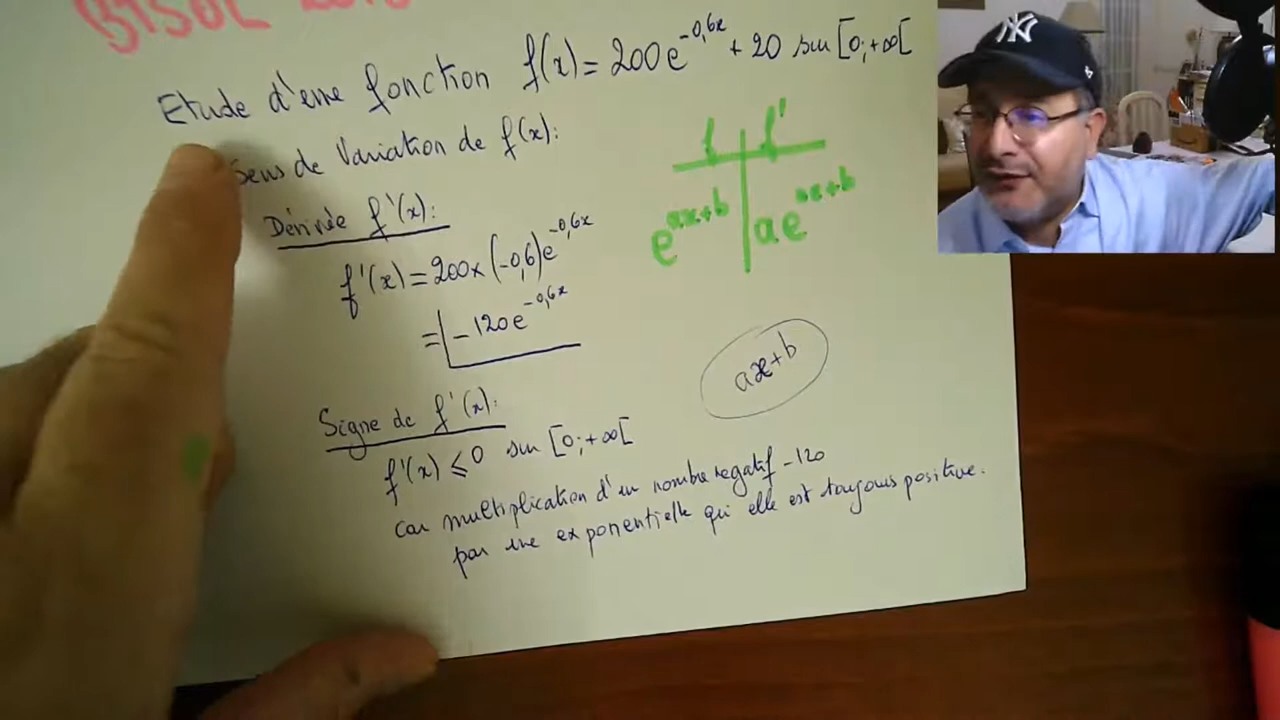 Etude d'une fonction f(x) = 200e^{-0,6x} + 20 sur [0; +∞[
Sens de Variation de f(x):
Dérivée f'(x):
f'(x) = 200 x (-0,6)e^{-0,6x}
= -120e^{-0,6x}
f | f'
e^{ax+b} | ae^{ax+b}
ax+b
Signe de f'(x):
f'(x) ≤ 0 sur [0; +∞[
car multiplication d'un nombre negatif -120
par une exponentielle qui elle est toujours positive.
NY